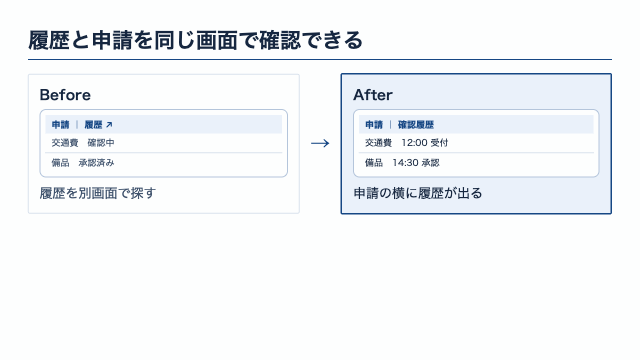 履歴と申請を同じ画面で確認できる
Before
申請 | 履歴 ↗
交通費 確認中
備品 承認済み
履歴を別画面で探す
→
After
申請 | 確認履歴
交通費 12:00 受付
備品 14:30 承認
申請の横に履歴が出る